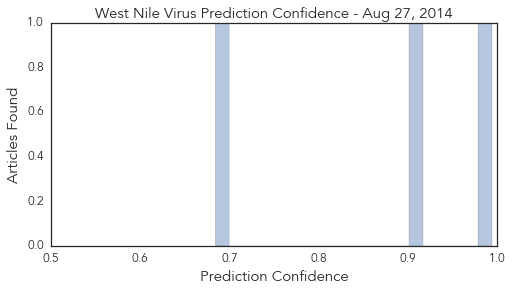 West Nile Virus Prediction Confidence - Aug 27, 2014
1.0
0.8
0.6
0.4
0.2
0.0
Articles Found
0.5 0.6 0.7 0.8 0.9 1.0
Prediction Confidence